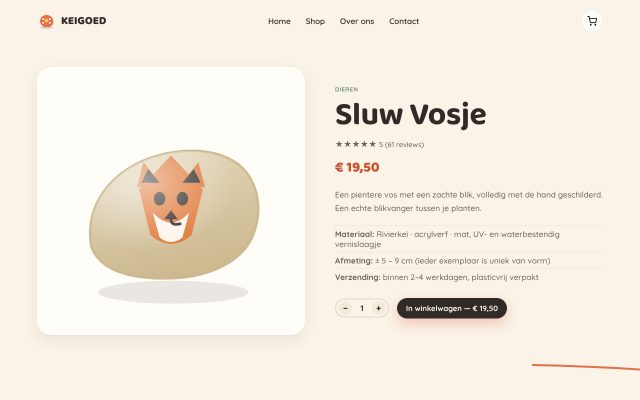 KEIGOED
Home Shop Over ons Contact
DIEREN
Sluw Vosje
★★★★★ 5 (61 reviews)
€ 19,50
Een pientere vos met een zachte blik, volledig met de hand geschilderd.
Een echte blikvanger tussen je planten.
Materiaal: Rivierkei · acrylverf · mat, UV- en waterbestendig
vernislaagje
Afmeting: ± 5 – 9 cm (ieder exemplaar is uniek van vorm)
Verzending: binnen 2–4 werkdagen, plasticvrij verpakt
− 1 + In winkelwagen — € 19,50